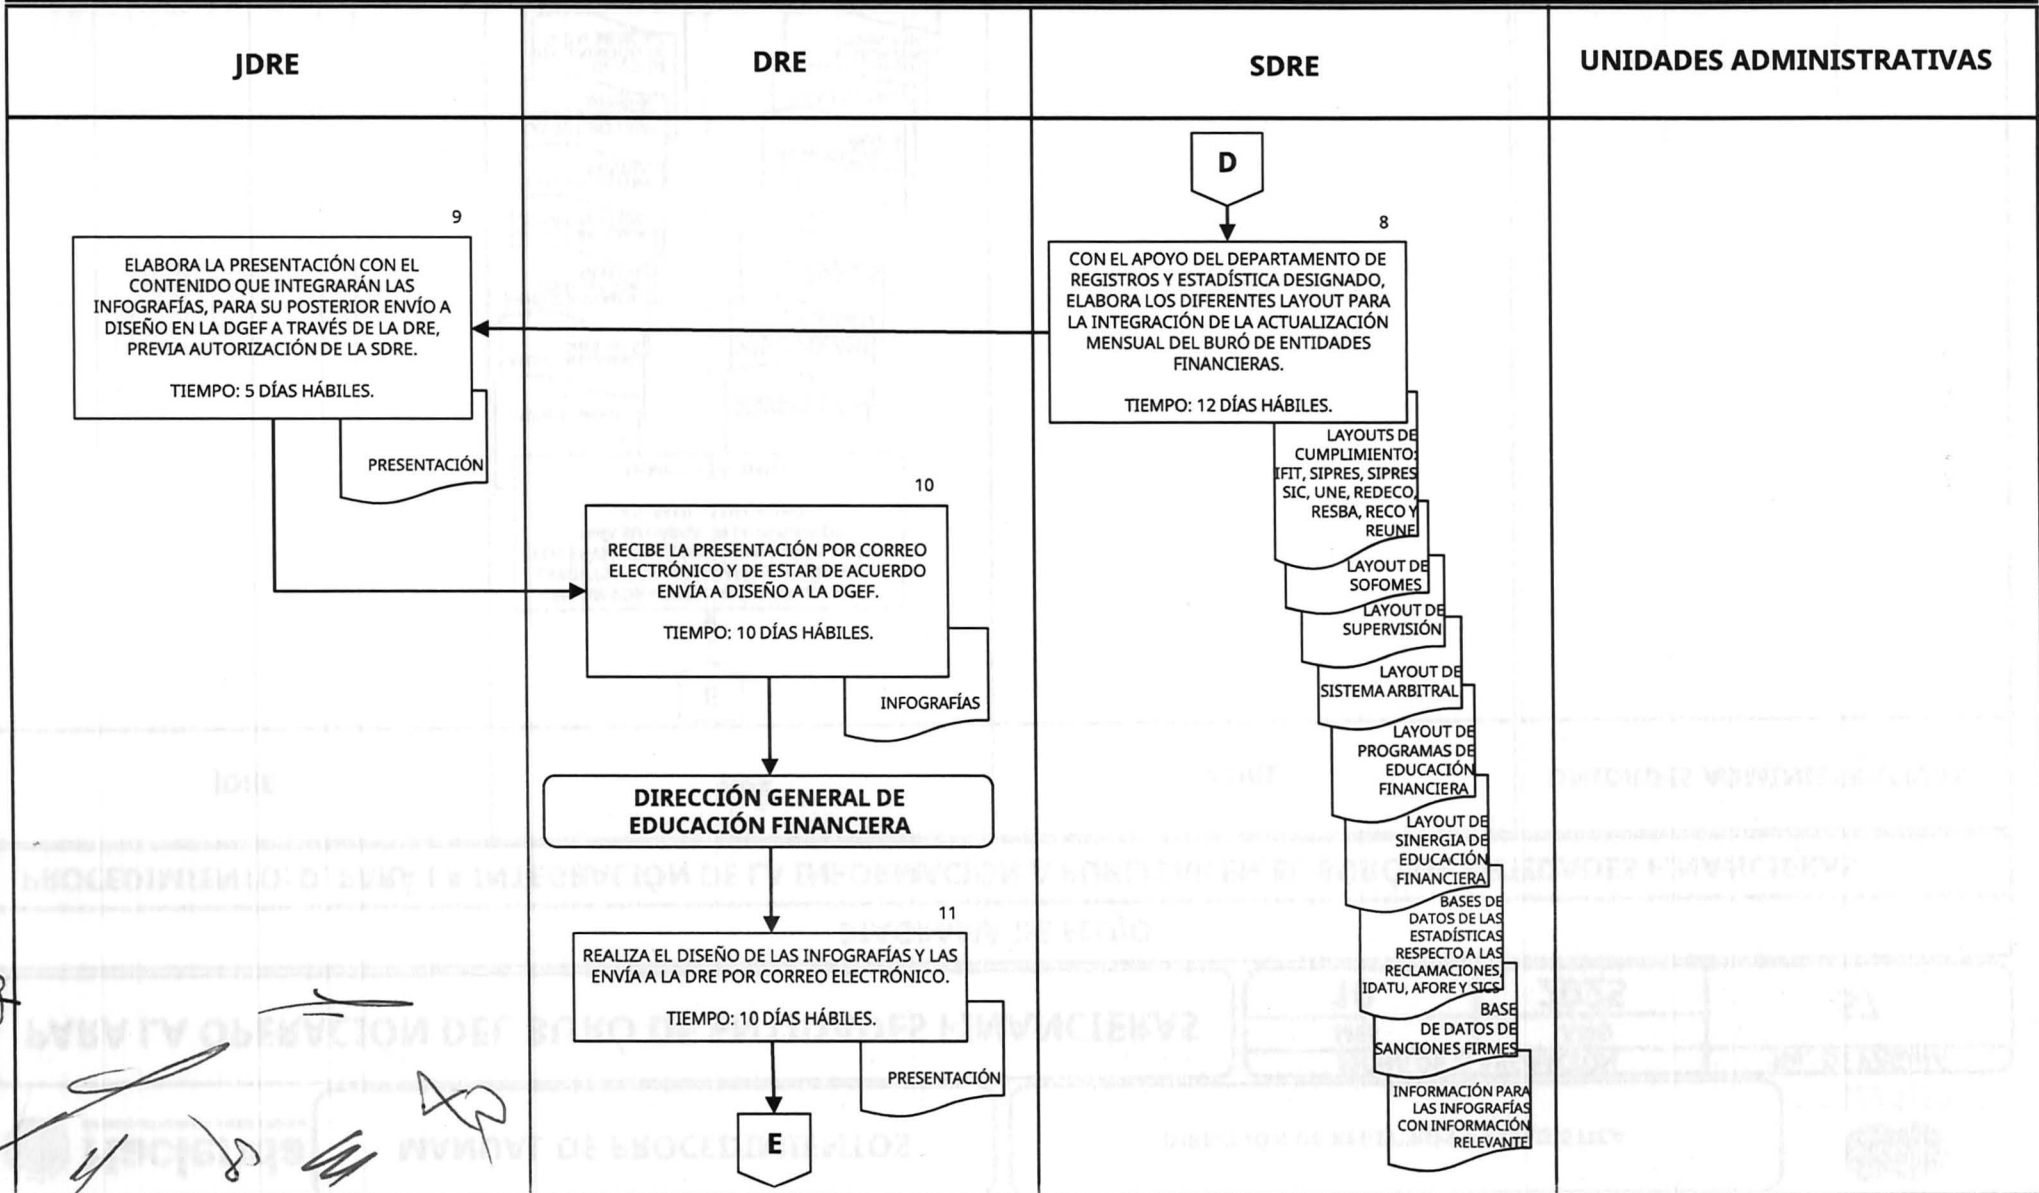 JDRE
DRE
SDRE
UNIDADES ADMINISTRATIVAS
D
8
CON EL APOYO DEL DEPARTAMENTO DE
REGISTROS Y ESTADÍSTICA DESIGNADO,
ELABORA LOS DIFERENTES LAYOUT PARA
LA INTEGRACIÓN DE LA ACTUALIZACIÓN
MENSUAL DEL BURÓ DE ENTIDADES
FINANCIERAS.
TIEMPO: 12 DÍAS HÁBILES.
LAYOUTS DE
CUMPLIMIENTO:
IFIT, SIPRES, SIPRES
SIC, UNE, REDECO,
RESBA, RECO Y
REUNE
LAYOUT DE
SOFOMES
LAYOUT DE
SUPERVISIÓN
LAYOUT DE
SISTEMA ARBITRAL
LAYOUT DE
PROGRAMAS DE
EDUCACIÓN
FINANCIERA
LAYOUT DE
SINERGIA DE
EDUCACIÓN
FINANCIERA
BASES DE
DATOS DE LAS
ESTADÍSTICAS
RESPECTO A LAS
RECLAMACIONES,
IDATU, AFORE Y SICS
BASE
DE DATOS DE
SANCIONES FIRMES
INFORMACIÓN PARA
LAS INFOGRAFÍAS
CON INFORMACIÓN
RELEVANTE
9
ELABORA LA PRESENTACIÓN CON EL
CONTENIDO QUE INTEGRARÁN LAS
INFOGRAFÍAS, PARA SU POSTERIOR ENVÍO A
DISEÑO EN LA DGEF A TRAVÉS DE LA DRE,
PREVIA AUTORIZACIÓN DE LA SDRE.
TIEMPO: 5 DÍAS HÁBILES.
PRESENTACIÓN
10
RECIBE LA PRESENTACIÓN POR CORREO
ELECTRÓNICO Y DE ESTAR DE ACUERDO
ENVÍA A DISEÑO A LA DGEF.
TIEMPO: 10 DÍAS HÁBILES.
INFOGRAFÍAS
DIRECCIÓN GENERAL DE
EDUCACIÓN FINANCIERA
11
REALIZA EL DISEÑO DE LAS INFOGRAFÍAS Y LAS
ENVÍA A LA DRE POR CORREO ELECTRÓNICO.
TIEMPO: 10 DÍAS HÁBILES.
PRESENTACIÓN
E